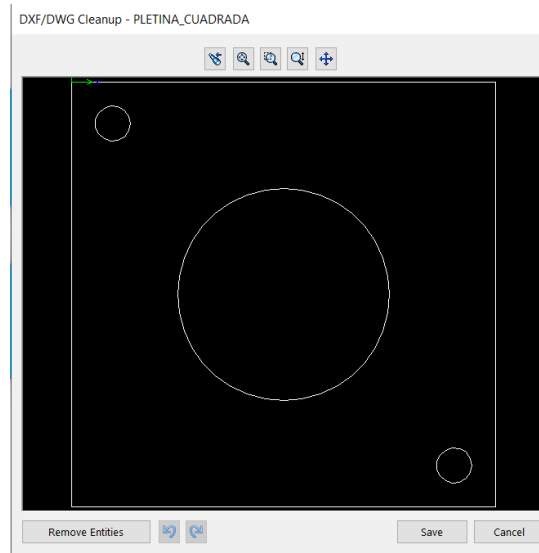 DXF/DWG Cleanup - PLETINA_CUADRADA
Remove Entities
Save
Cancel